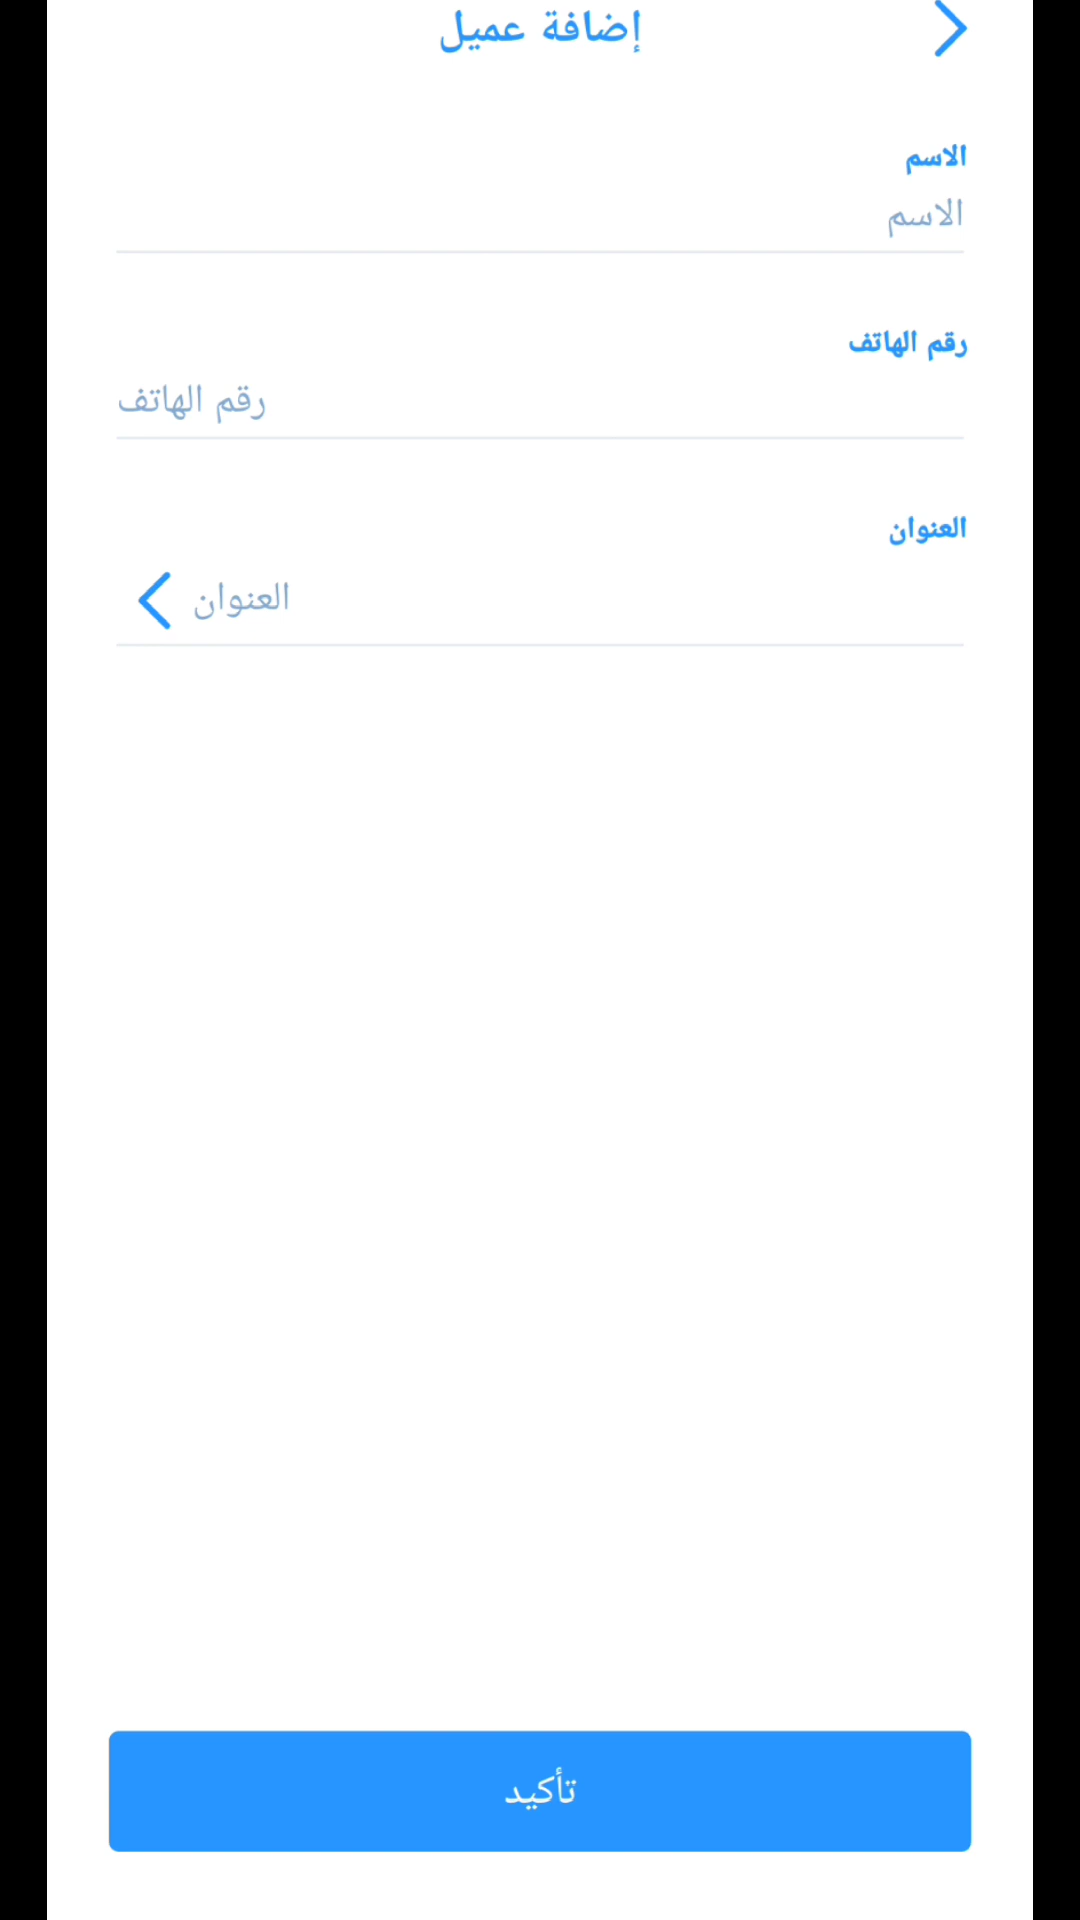 إضافة عميل
الاسم
الاسم
رقم الهاتف
رقم الهاتف
العنوان
العنوان
تأكيد